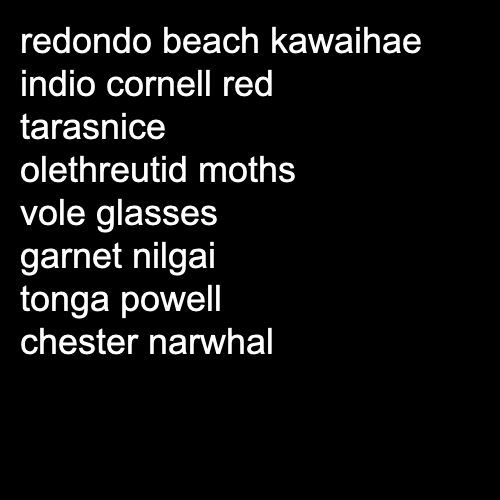 redondo beach kawaihae
indio cornell red
tarasnice
olethreutid moths
vole glasses
garnet nilgai
tonga powell
chester narwhal